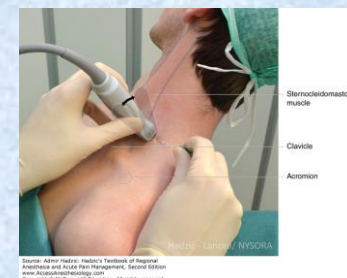 Sternocleidomasto
muscle
Clavicle
Acromion
Hadzic - Lancea/ NYSORA
Source: Admir Hadzic: Hadzic's Textbook of Regional
Anesthesia and Acute Pain Management, Second Edition
www.AccessAnesthesiology.com